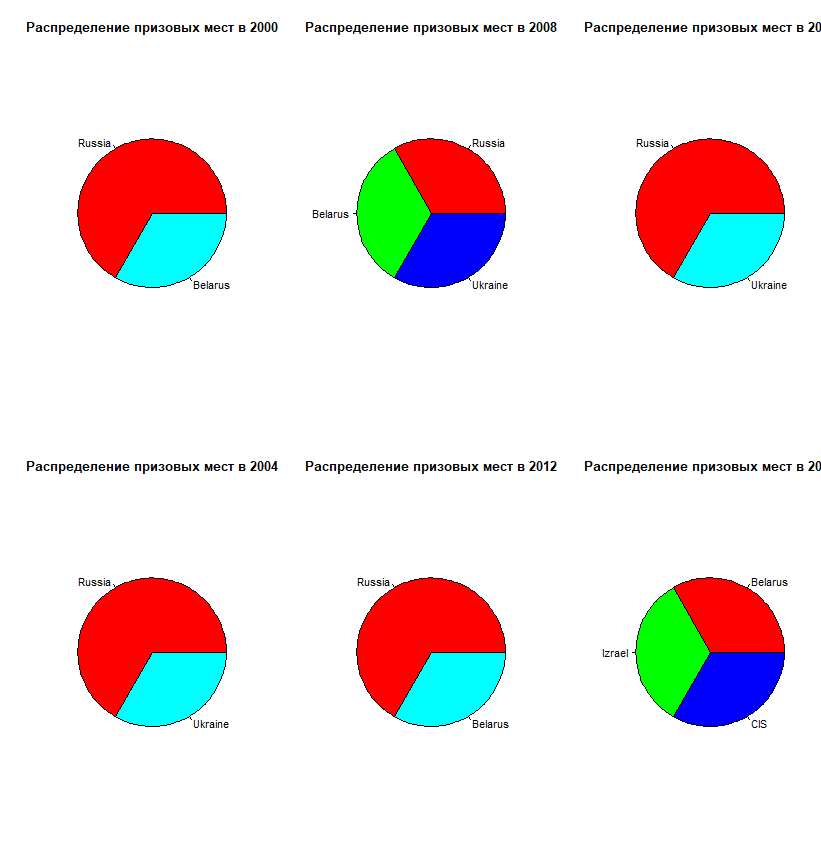 Распределение призовых мест в 2000
Russia
Belarus
Распределение призовых мест в 2008
Russia
Belarus
Ukraine
Распределение призовых мест в 20
Russia
Ukraine
Распределение призовых мест в 2004
Russia
Ukraine
Распределение призовых мест в 2012
Russia
Belarus
Распределение призовых мест в 20
Belarus
Izrael
CIS